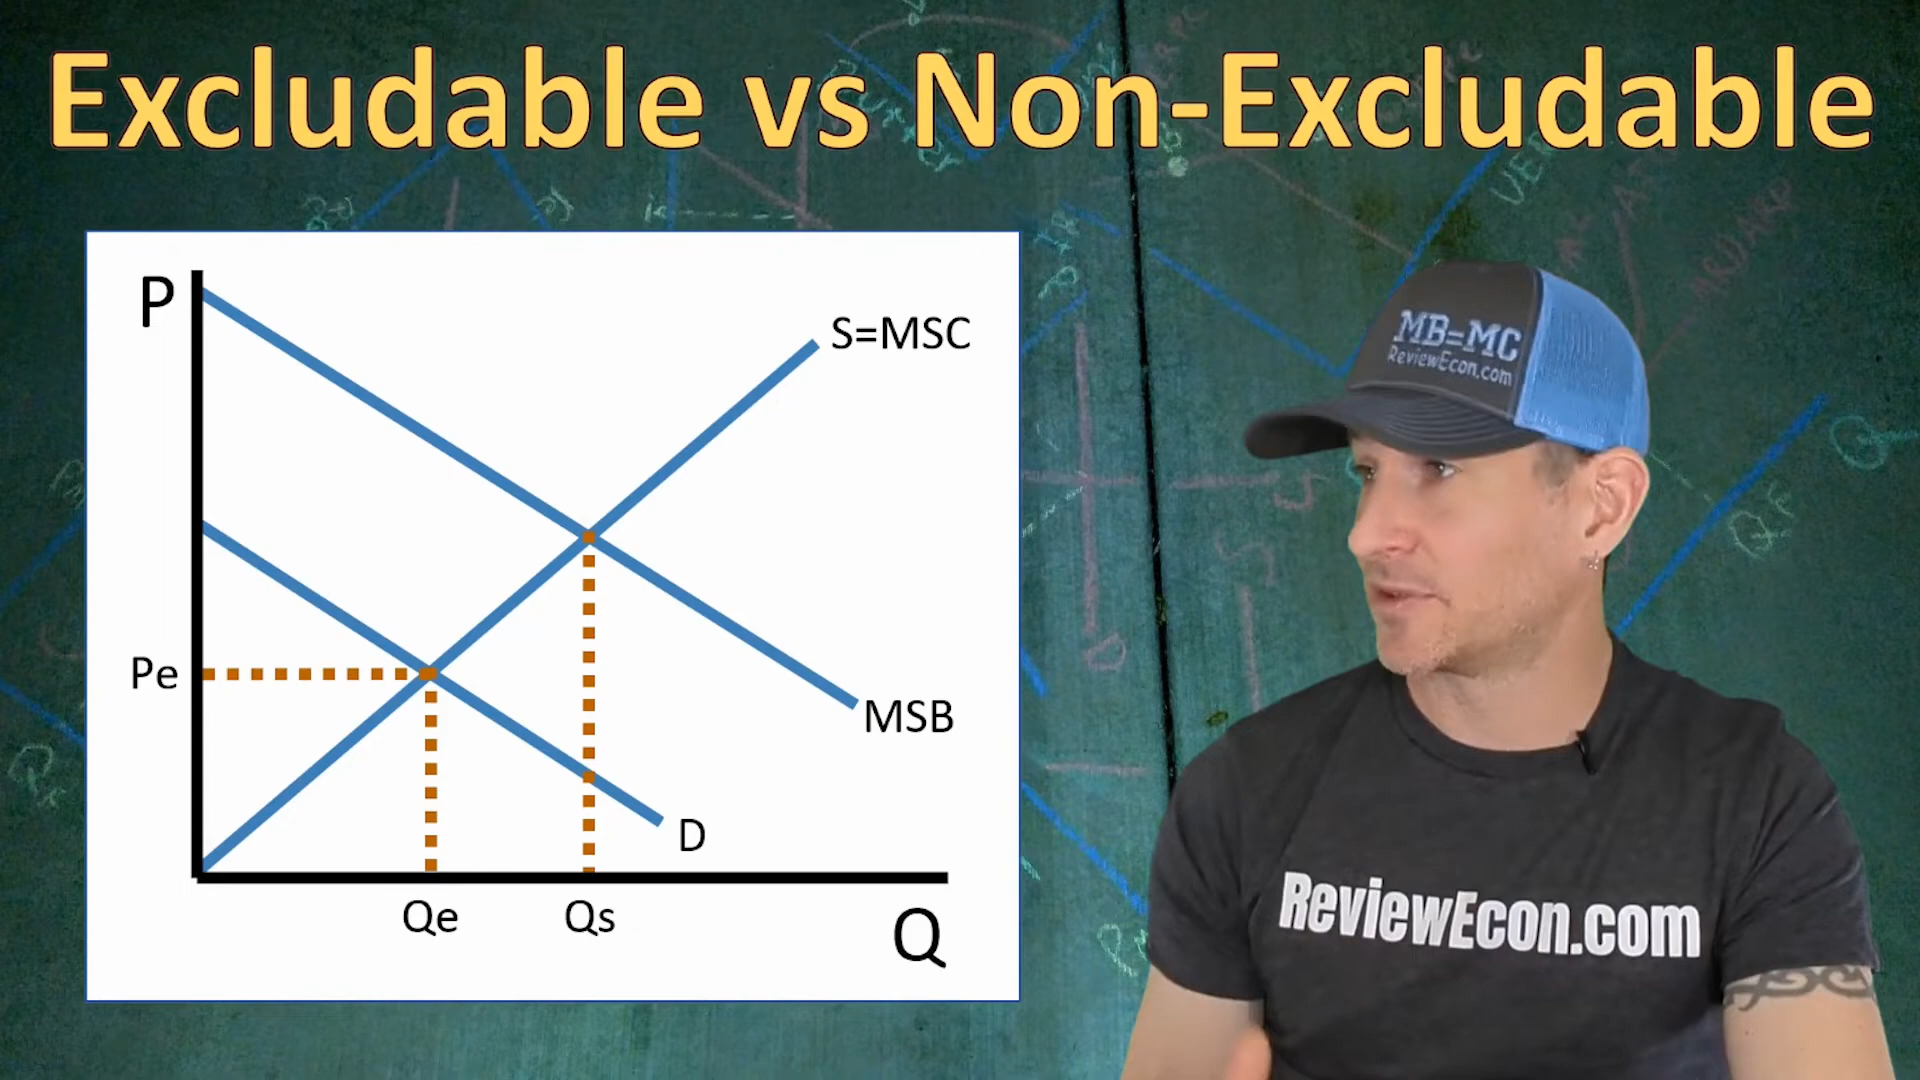 Excludable vs Non-Excludable
P
S=MSC
MSB
Pe
D
Qe
Qs
Q
MB=MC
ReviewEcon.com
ReviewEcon.com